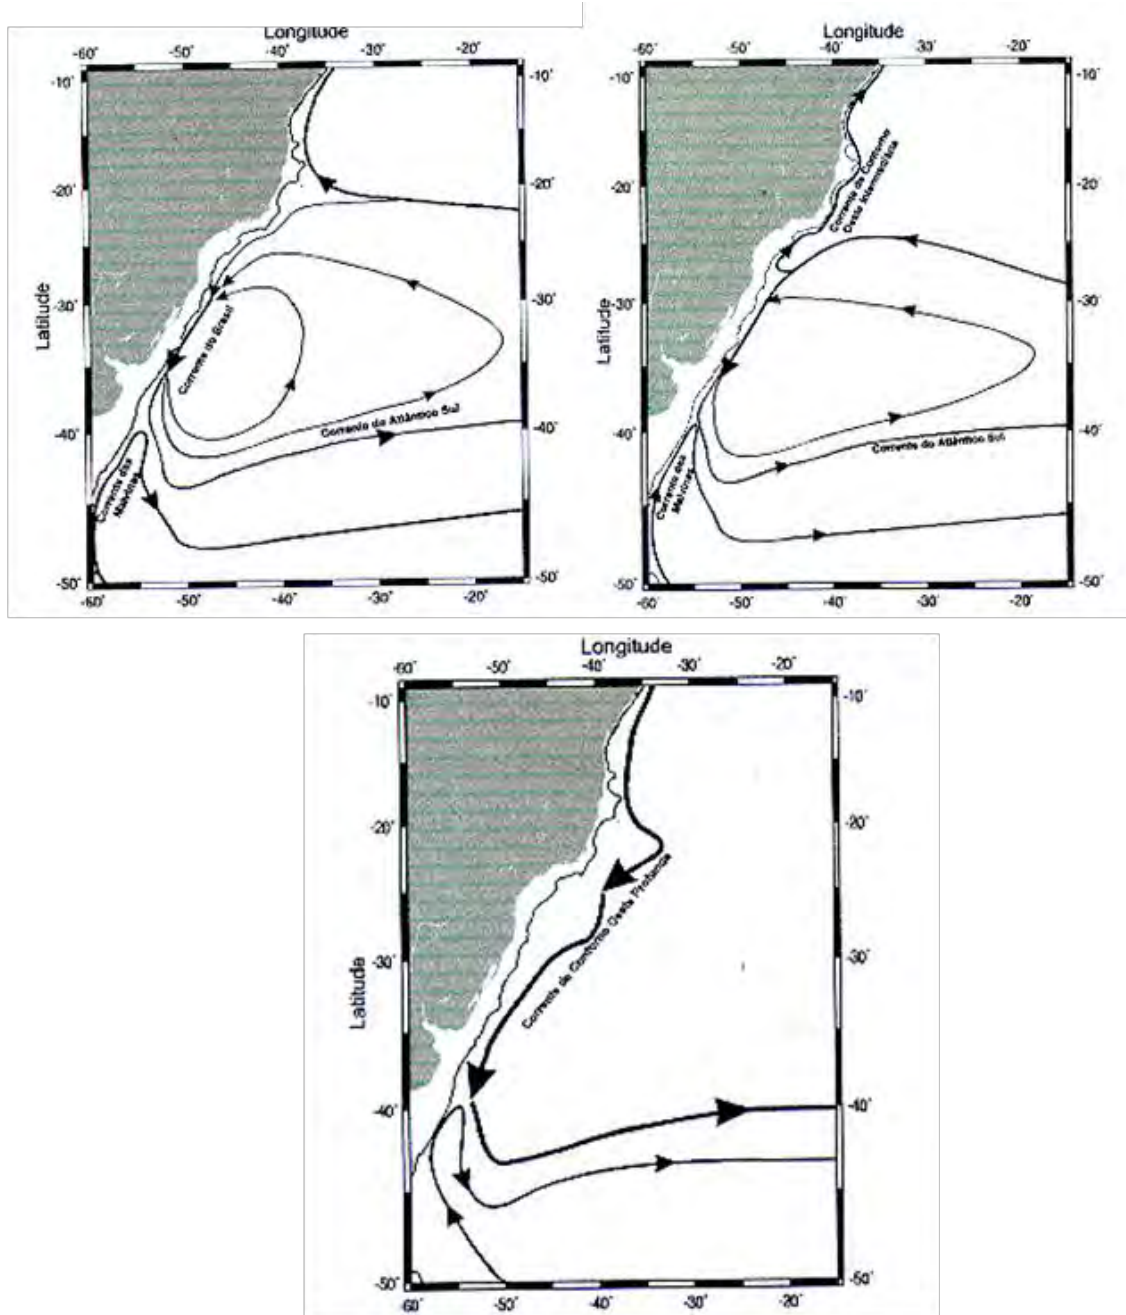 Longitude
-60˚ -50˚ -40˚ -30˚ -20˚
-10˚ -10˚
-20˚ -20˚
-30˚ -30˚
-40˚ -40˚
-50˚ -50˚
-60˚ -50˚ -40˚ -30˚ -20˚
Latitude
Corrente do Brasil
Corrente do Atlântico Sul
Corrente das
Malvinas
Longitude
-60˚ -50˚ -40˚ -30˚ -20˚
-10˚ -10˚
-20˚ -20˚
-30˚ -30˚
-40˚ -40˚
-50˚ -50˚
-60˚ -50˚ -40˚ -30˚ -20˚
Latitude
Corrente de Contorno
Oeste Intermediária
Corrente do Atlântico Sul
Corrente das
Malvinas
Longitude
-60˚ -50˚ -40˚ -30˚ -20˚
-10˚ -10˚
-20˚ -20˚
-30˚ -30˚
-40˚ -40˚
-50˚ -50˚
-60˚ -50˚ -40˚ -30˚ -20˚
Latitude
Corrente de Contorno Oeste Profunda